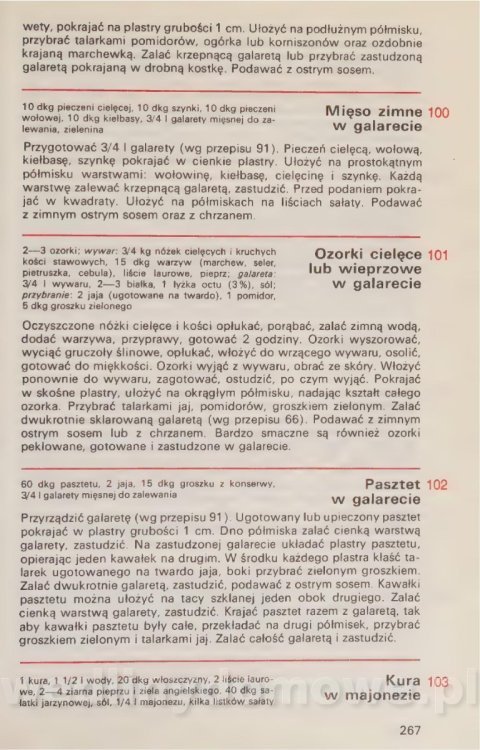 wety, pokrajać na plastry grubości 1 cm. Ułożyć na podłużnym półmisku,
przybrać talarkami pomidorów, ogórka lub korniszonów oraz ozdobnie
krajaną marchewką. Zalać krzepnącą galaretą lub przybrać zastudzoną
galaretą pokrajaną w drobną kostkę. Podawać z ostrym sosem.
10 dkg pieczeni cielęcej, 10 dkg szynki, 10 dkg pieczeni
wołowej, 10 dkg kiełbasy, 3/4 l galarety mięsnej do za-
lewania, zielenina
Mięso zimne 100
w galarecie
Przygotować 3/4 l galarety (wg przepisu 91). Pieczeń cielęcą, wołową,
kiełbasę, szynkę pokrajać w cienkie plastry. Ułożyć na prostokątnym
półmisku warstwami: wołowinę, kiełbasę, cielęcinę i szynkę. Każdą
warstwę zalewać krzepnącą galaretą, zastudzić. Przed podaniem pokra-
jać w kwadraty. Ułożyć na półmiskach na liściach sałaty. Podawać
z zimnym ostrym sosem oraz z chrzanem.
2—3 ozorki; wywar: 3/4 kg nóżek cielęcych i kruchych
kości stawowych, 15 dkg warzyw (marchew, seler,
pietruszka, cebula), liście laurowe, pieprz; galareta:
3/4 l wywaru, 2—3 białka, 1 łyżka octu (3%), sól;
przybranie: 2 jaja (ugotowane na twardo), 1 pomidor,
5 dkg groszku zielonego
Ozorki cielęce 101
lub wieprzowe
w galarecie
Oczyszczone nóżki cielęce i kości opłukać, porąbać, zalać zimną wodą,
dodać warzywa, przyprawy, gotować 2 godziny. Ozorki wyszorować,
wyciąć gruczoły ślinowe, opłukać, włożyć do wrzącego wywaru, osolić,
gotować do miękkości. Ozorki wyjąć z wywaru, obrać ze skóry. Włożyć
ponownie do wywaru, zagotować, ostudzić, po czym wyjąć. Pokrajać
w skośne plastry, ułożyć na okrągłym półmisku, nadając kształt całego
ozorka. Przybrać talarkami jaj, pomidorów, groszkiem zielonym. Zalać
dwukrotnie sklarowaną galaretą (wg przepisu 66). Podawać z zimnym
ostrym sosem lub z chrzanem. Bardzo smaczne są również ozorki
peklowane, gotowane i zastudzone w galarecie.
60 dkg pasztetu, 2 jaja, 15 dkg groszku z konserwy,
3/4 l galarety mięsnej do zalewania
Pasztet 102
w galarecie
Przyrządzić galaretę (wg przepisu 91). Ugotowany lub upieczony pasztet
pokrajać w plastry grubości 1 cm. Dno półmiska zalać cienką warstwą
galarety, zastudzić. Na zastudzonej galarecie układać plastry pasztetu,
opierając jeden kawałek na drugim. W środku każdego plastra kłaść ta-
larek ugotowanego na twardo jaja, boki przybrać zielonym groszkiem.
Zalać dwukrotnie galaretą, zastudzić, podawać z ostrym sosem. Kawałki
pasztetu można ułożyć na tacy szklanej jeden obok drugiego. Zalać
cienką warstwą galarety, zastudzić. Krajać pasztet razem z galaretą, tak
aby kawałki pasztetu były całe, przekładać na drugi półmisek, przybrać
groszkiem zielonym i talarkami jaj. Zalać całość galaretą i zastudzić.
1 kura, 1 1/2 l wody, 20 dkg włoszczyzny, 2 liście lauro-
we, 2—4 ziarna pieprzu i ziela angielskiego, 40 dkg sa-
łatki jarzynowej, sól, 1/4 l majonezu, kilka listków sałaty
Kura 103
w majonezie
267